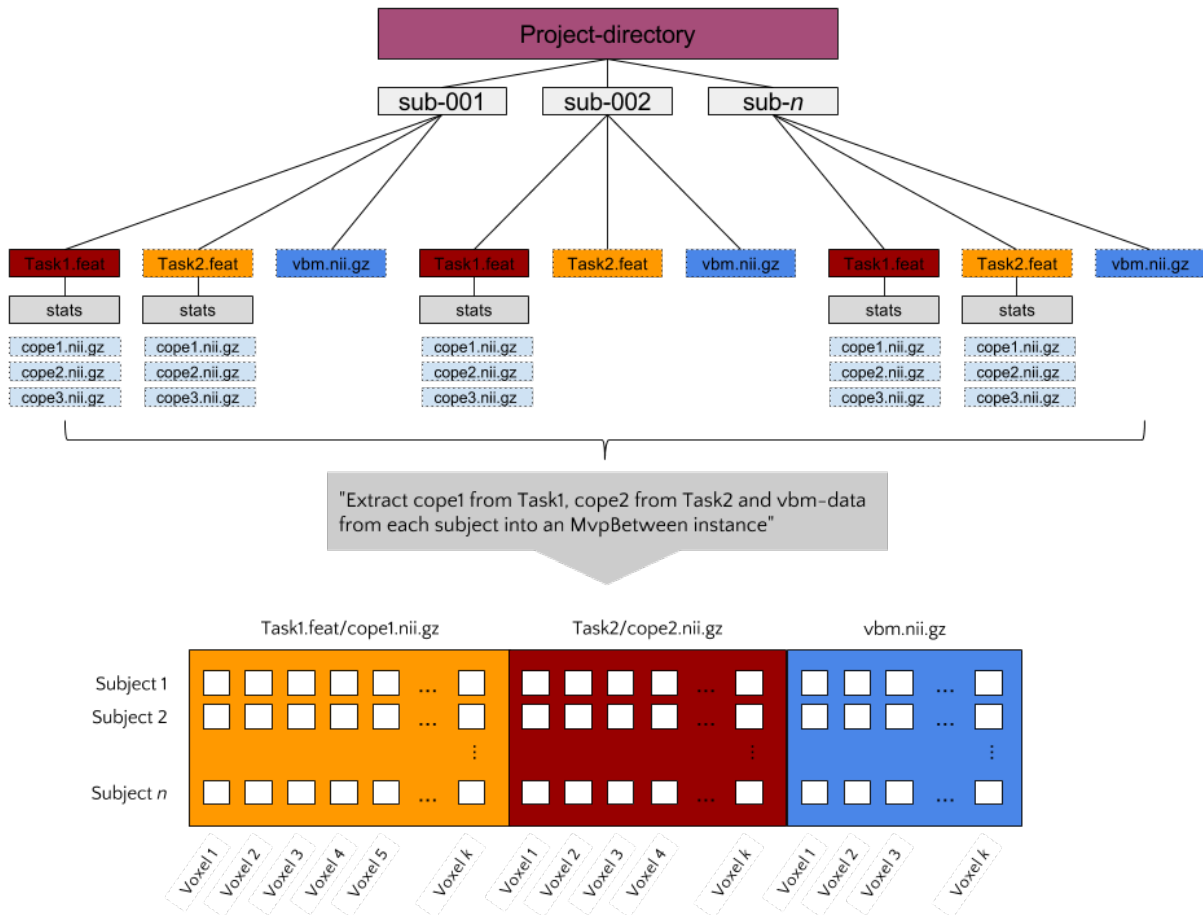 Project-directory
sub-001 sub-002 sub-n
Task1.feat Task2.feat vbm.nii.gz Task1.feat Task2.feat vbm.nii.gz Task1.feat Task2.feat vbm.nii.gz
stats stats stats stats stats
cope1.nii.gz cope1.nii.gz cope1.nii.gz cope1.nii.gz cope1.nii.gz
cope2.nii.gz cope2.nii.gz cope2.nii.gz cope2.nii.gz cope2.nii.gz
cope3.nii.gz cope3.nii.gz cope3.nii.gz cope3.nii.gz cope3.nii.gz
"Extract cope1 from Task1, cope2 from Task2 and vbm-data
from each subject into an MvpBetween instance"
Task1.feat/cope1.nii.gz Task2/cope2.nii.gz vbm.nii.gz
Subject 1 ... ... ...
Subject 2 ... ... ...
⋮ ⋮ ⋮
Subject n ... ... ...
Voxel 1 Voxel 2 Voxel 3 Voxel 4 Voxel 5 Voxel k Voxel 1 Voxel 2 Voxel 3 Voxel 4 Voxel k Voxel 1 Voxel 2 Voxel 3 Voxel k